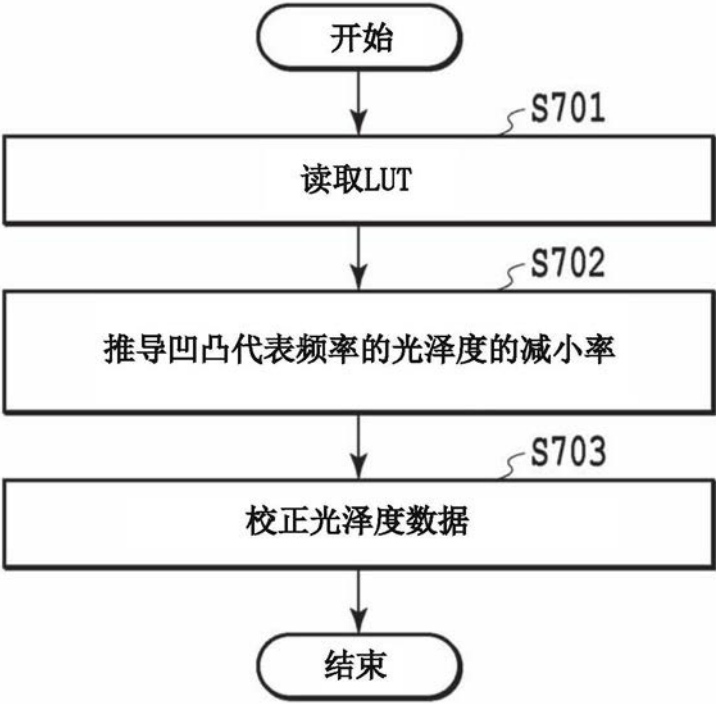 开始
S701
读取LUT
S702
推导凹凸代表频率的光泽度的减小率
S703
校正光泽度数据
结束